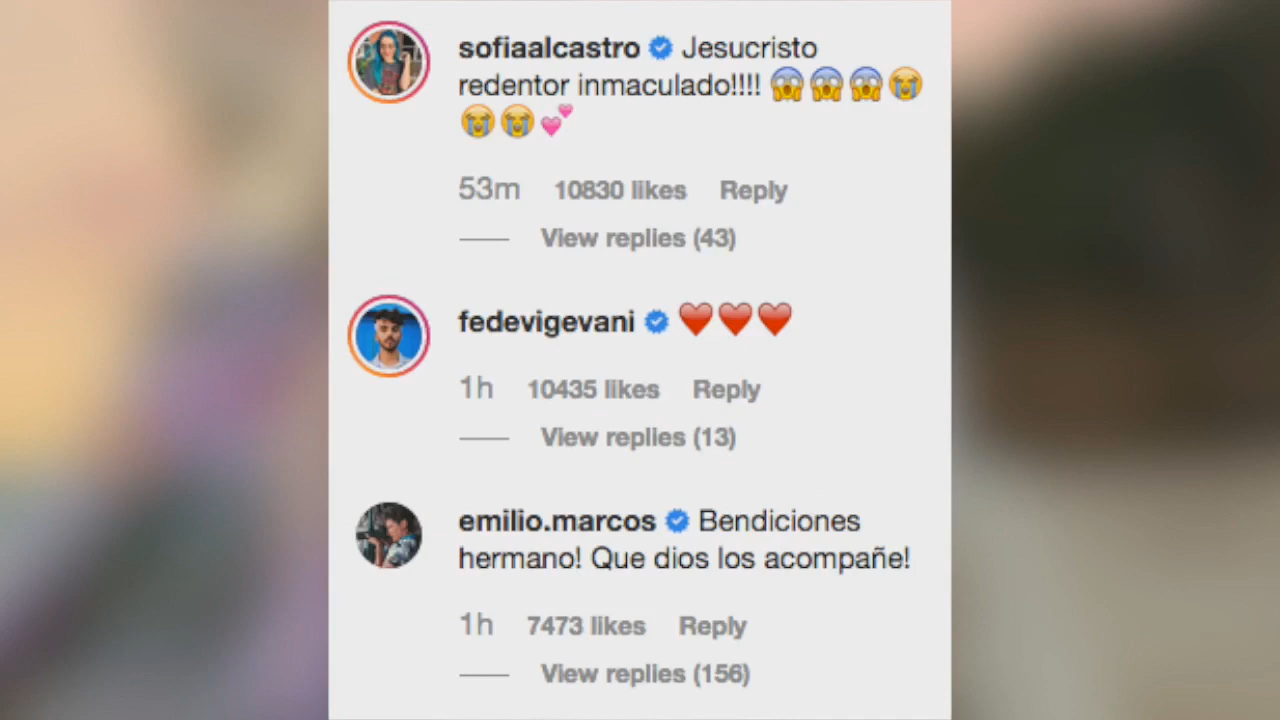 sofiaalcastro Jesucristo
redentor inmaculado!!!! 😱😱😱😭
😭😭💕
53m 10830 likes Reply
View replies (43)
fedevigevani ❤️❤️❤️
1h 10435 likes Reply
View replies (13)
emilio.marcos Bendiciones
hermano! Que dios los acompañe!
1h 7473 likes Reply
View replies (156)